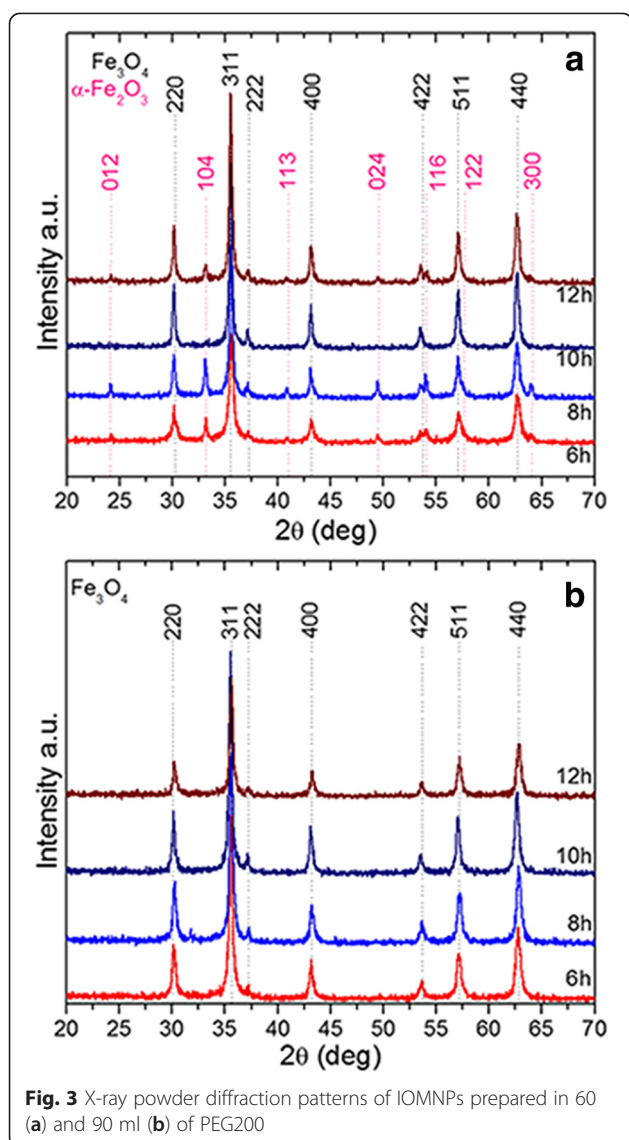 a
Fe₃O₄
α-Fe₂O₃
012
220
104
311
222
113
400
024
422
116
511
122
440
300
12h
10h
8h
6h
Intensity a.u.
20 25 30 35 40 45 50 55 60 65 70
2θ (deg)
b
Fe₃O₄
220
311
222
400
422
511
440
12h
10h
8h
6h
Intensity a.u.
20 25 30 35 40 45 50 55 60 65 70
2θ (deg)
Fig. 3 X-ray powder diffraction patterns of IOMNPs prepared in 60
(a) and 90 ml (b) of PEG200